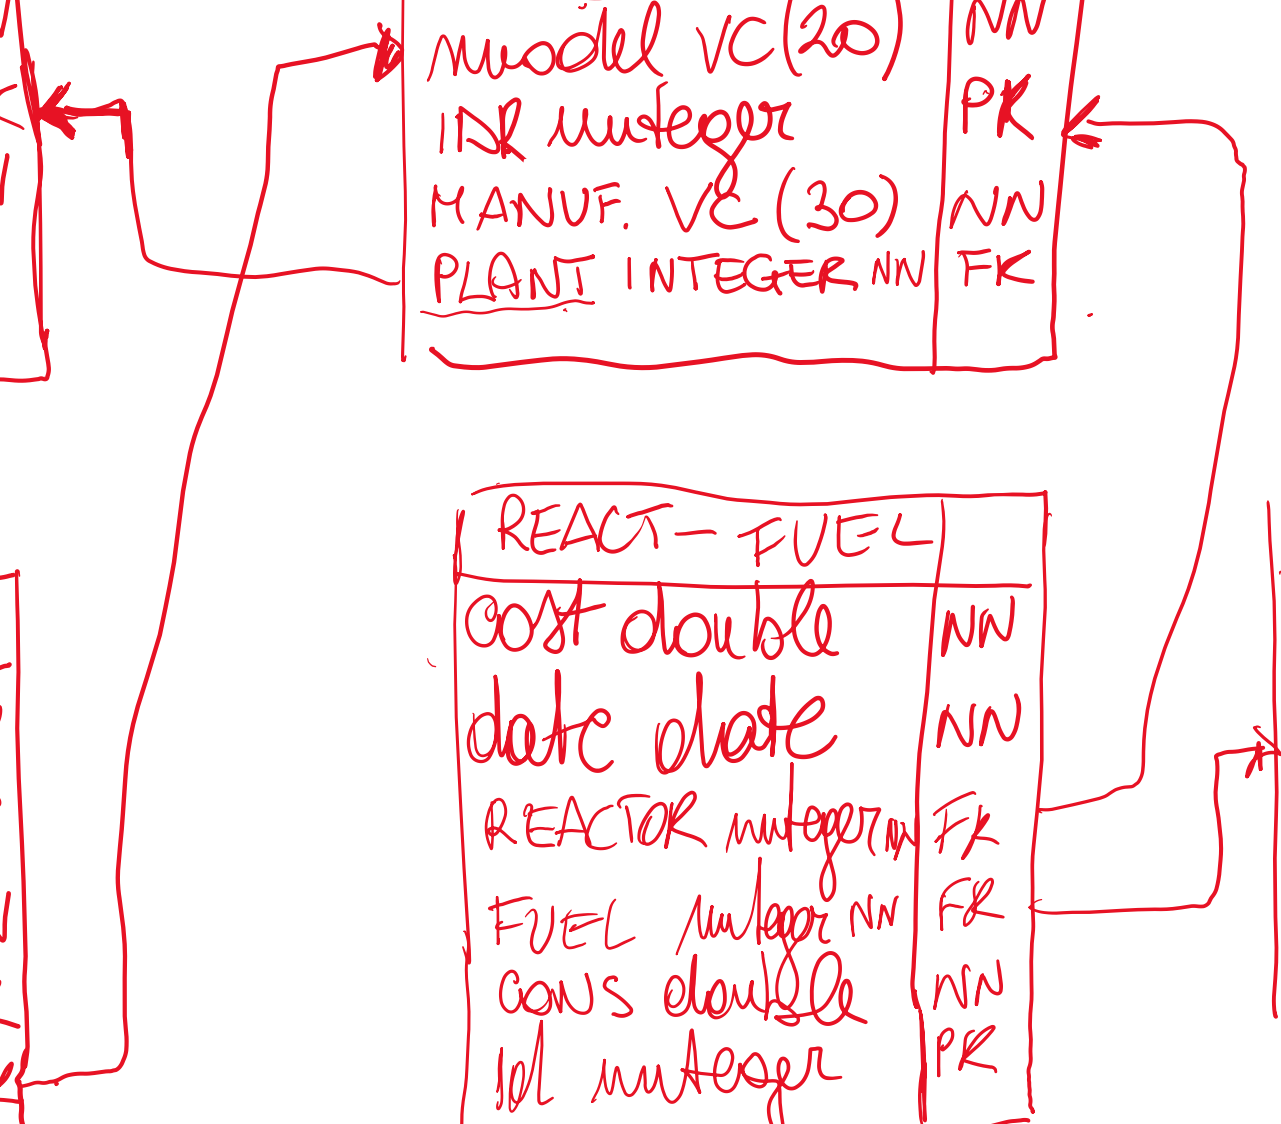 model VC(20) NN
INR integer PK
MANUF. VC (30) NN
PLANT INTEGER NN FK
REACT-FUEL
cost double NN
date date NN
REACTOR integer NN FK
FUEL integer NN FK
cons double NN
id integer PK